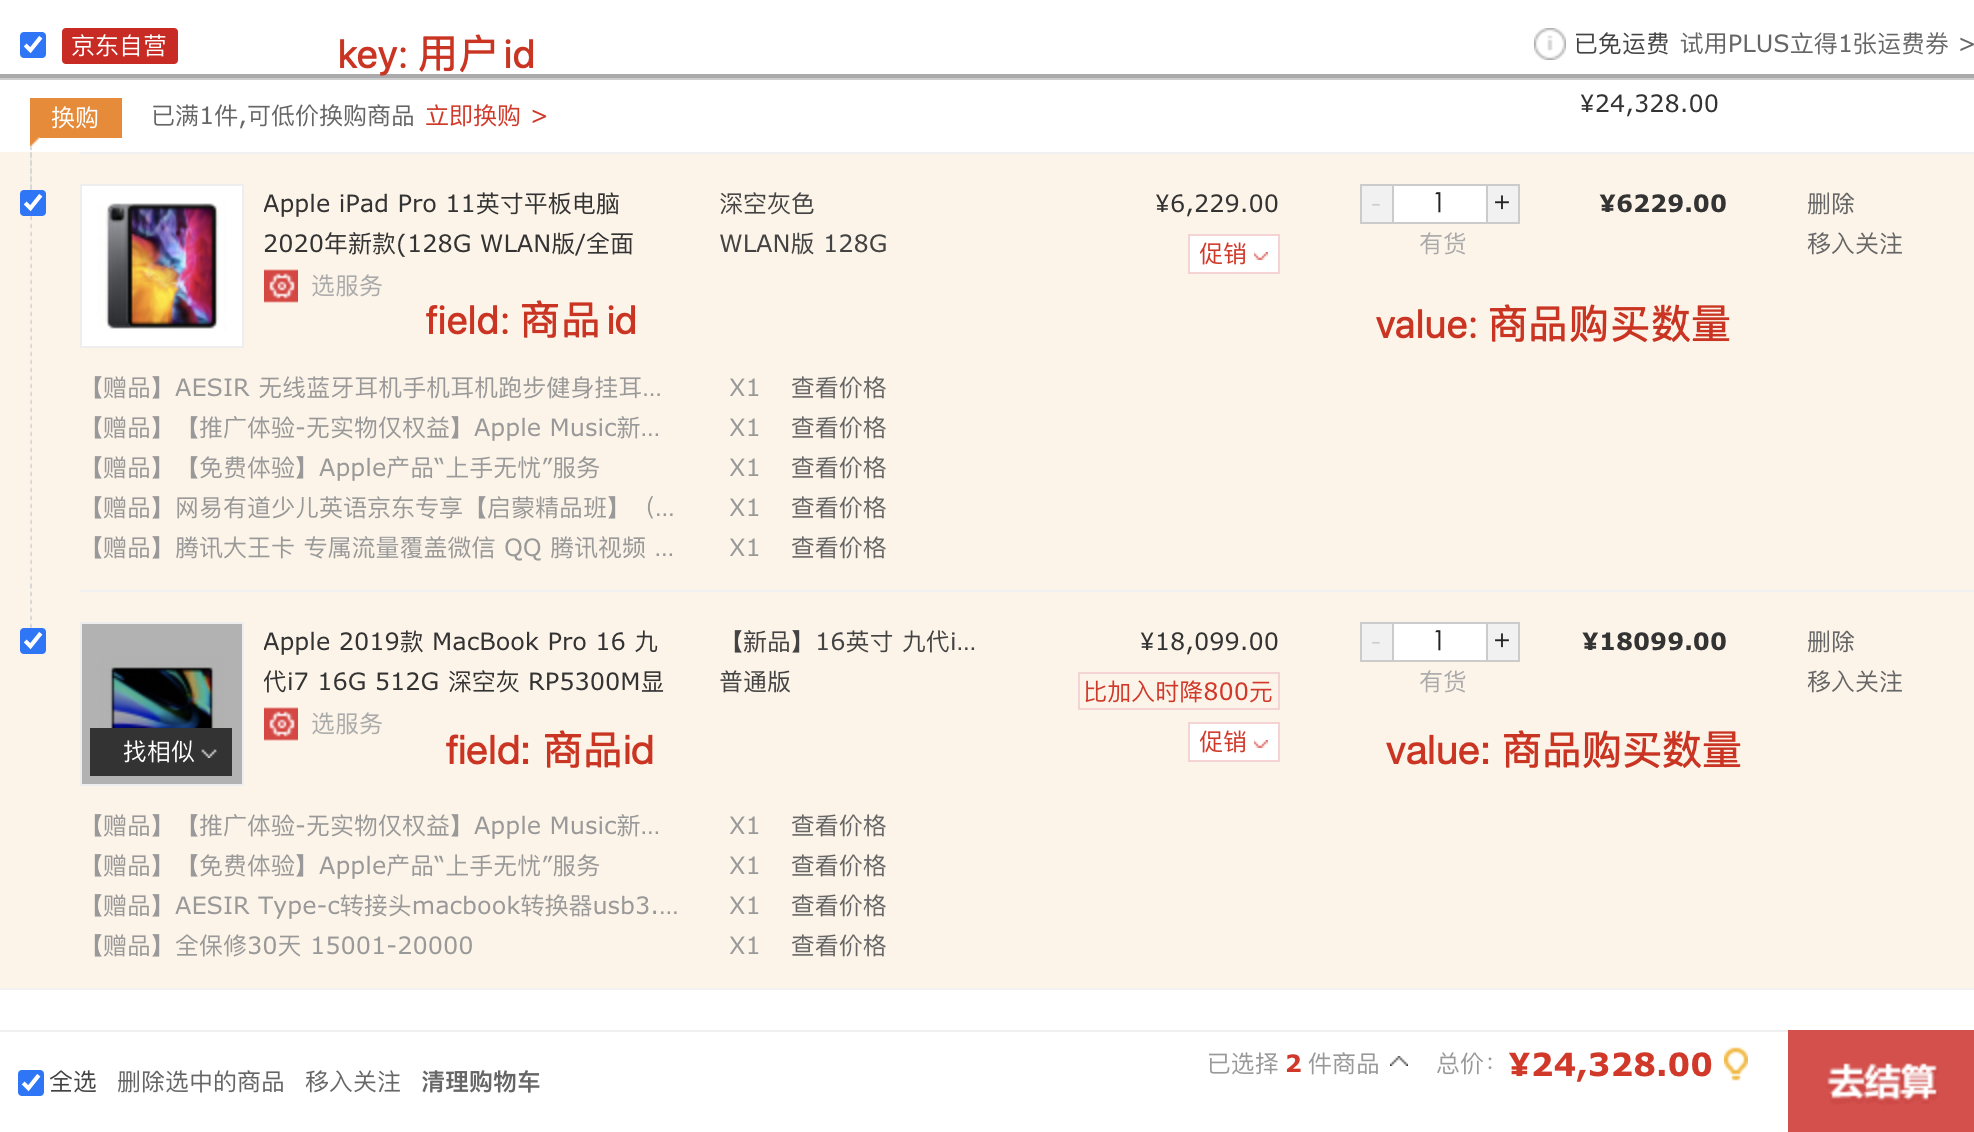 京东自营
key: 用户id
已免运费 试用PLUS立得1张运费券 >
换购 已满1件,可低价换购商品 立即换购 >
¥24,328.00
Apple iPad Pro 11英寸平板电脑 深空灰色 ¥6,229.00 - 1 + ¥6229.00 删除
2020年新款(128G WLAN版/全面 WLAN版 128G 促销 有货 移入关注
选服务
field: 商品id
value: 商品购买数量
【赠品】AESIR 无线蓝牙耳机手机耳机跑步健身挂耳... X1 查看价格
【赠品】【推广体验-无实物仅权益】Apple Music新... X1 查看价格
【赠品】【免费体验】Apple产品“上手无忧”服务 X1 查看价格
【赠品】网易有道少儿英语京东专享【启蒙精品班】（... X1 查看价格
【赠品】腾讯大王卡 专属流量覆盖微信 QQ 腾讯视频 ... X1 查看价格
Apple 2019款 MacBook Pro 16 九 【新品】16英寸 九代i... ¥18,099.00 - 1 + ¥18099.00 删除
代i7 16G 512G 深空灰 RP5300M显 普通版 比加入时降800元 有货 移入关注
选服务
促销
找相似
field: 商品id
value: 商品购买数量
【赠品】【推广体验-无实物仅权益】Apple Music新... X1 查看价格
【赠品】【免费体验】Apple产品“上手无忧”服务 X1 查看价格
【赠品】AESIR Type-c转接头macbook转换器usb3.... X1 查看价格
【赠品】全保修30天 15001-20000 X1 查看价格
全选 删除选中的商品 移入关注 清理购物车
已选择 2 件商品 总价： ¥24,328.00
去结算